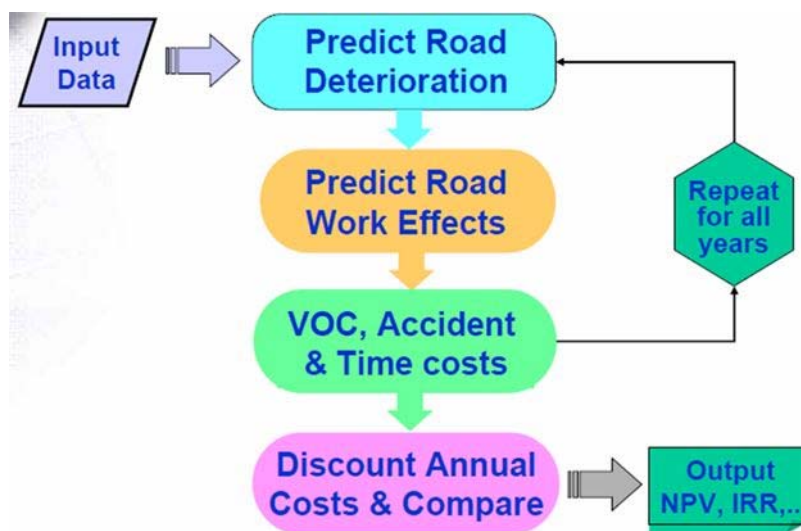 Input
Data
Predict Road
Deterioration
Predict Road
Work Effects
Repeat
for all
years
VOC, Accident
& Time costs
Discount Annual
Costs & Compare
Output
NPV, IRR,..